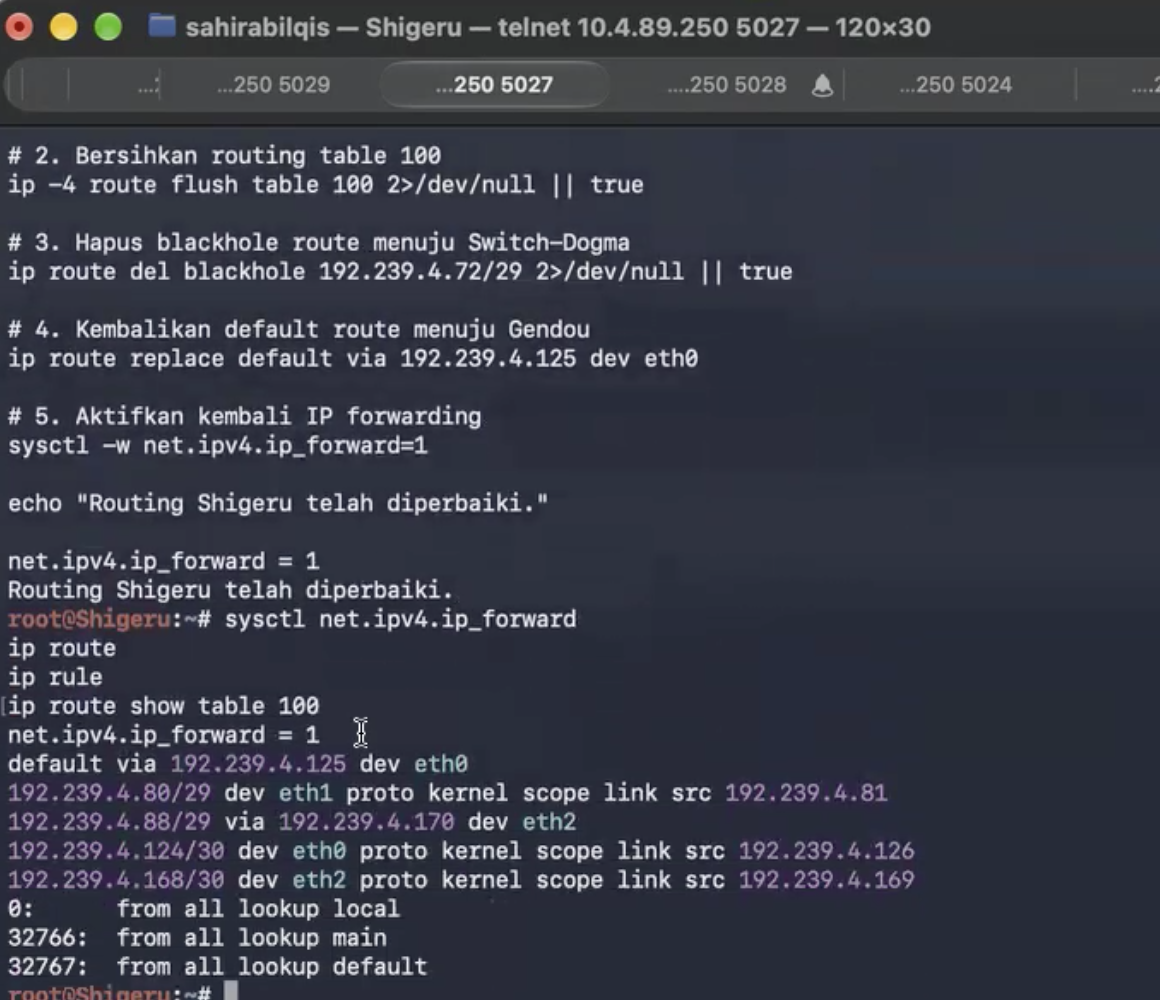 sahirabilqis — Shigeru — telnet 10.4.89.250 5027 — 120×30
...250 5029
...250 5027
....250 5028
...250 5024
# 2. Bersihkan routing table 100
ip -4 route flush table 100 2>/dev/null || true
# 3. Hapus blackhole route menuju Switch-Dogma
ip route del blackhole 192.239.4.72/29 2>/dev/null || true
# 4. Kembalikan default route menuju Gendou
ip route replace default via 192.239.4.125 dev eth0
# 5. Aktifkan kembali IP forwarding
sysctl -w net.ipv4.ip_forward=1
echo "Routing Shigeru telah diperbaiki."
net.ipv4.ip_forward = 1
Routing Shigeru telah diperbaiki.
root@Shigeru:~# sysctl net.ipv4.ip_forward
ip route
ip rule
[ip route show table 100
net.ipv4.ip_forward = 1
default via 192.239.4.125 dev eth0
192.239.4.80/29 dev eth1 proto kernel scope link src 192.239.4.81
192.239.4.88/29 via 192.239.4.170 dev eth2
192.239.4.124/30 dev eth0 proto kernel scope link src 192.239.4.126
192.239.4.168/30 dev eth2 proto kernel scope link src 192.239.4.169
0: from all lookup local
32766: from all lookup main
32767: from all lookup default
root@Shigeru:~#